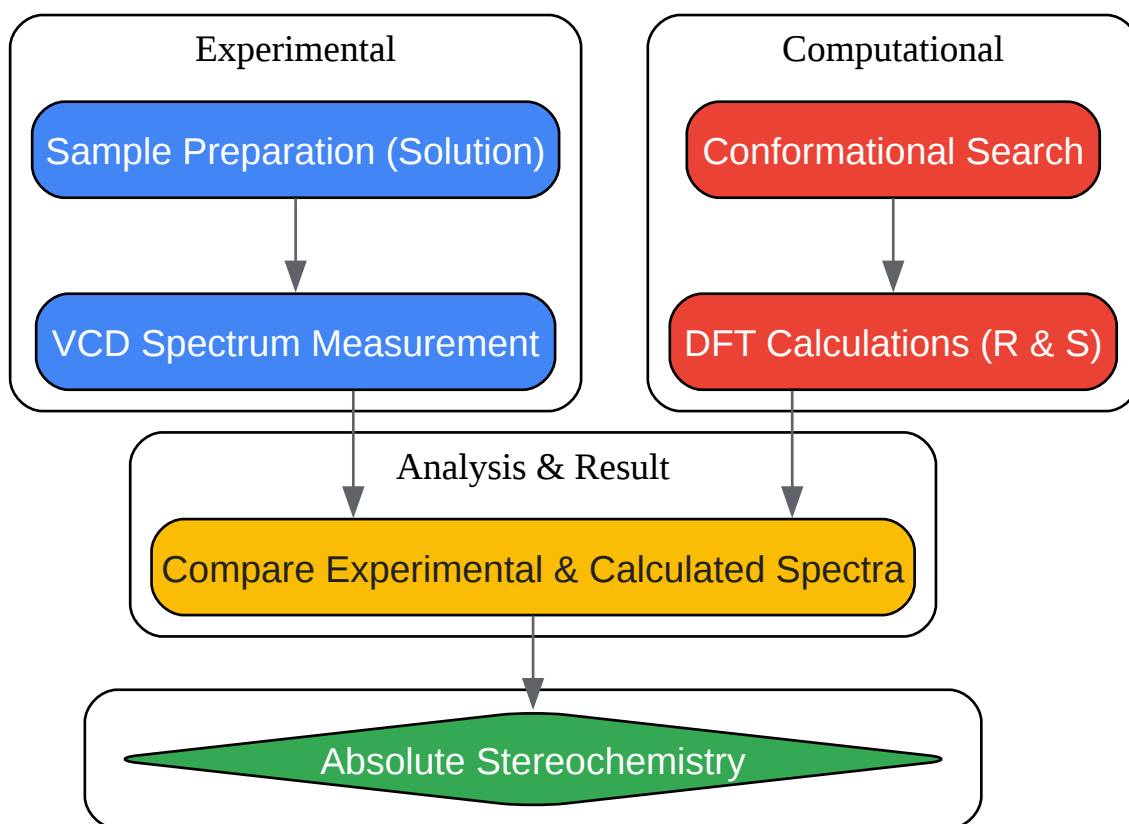 Experimental
Computational
Sample Preparation (Solution)
Conformational Search
VCD Spectrum Measurement
DFT Calculations (R & S)
Analysis & Result
Compare Experimental & Calculated Spectra
Absolute Stereochemistry